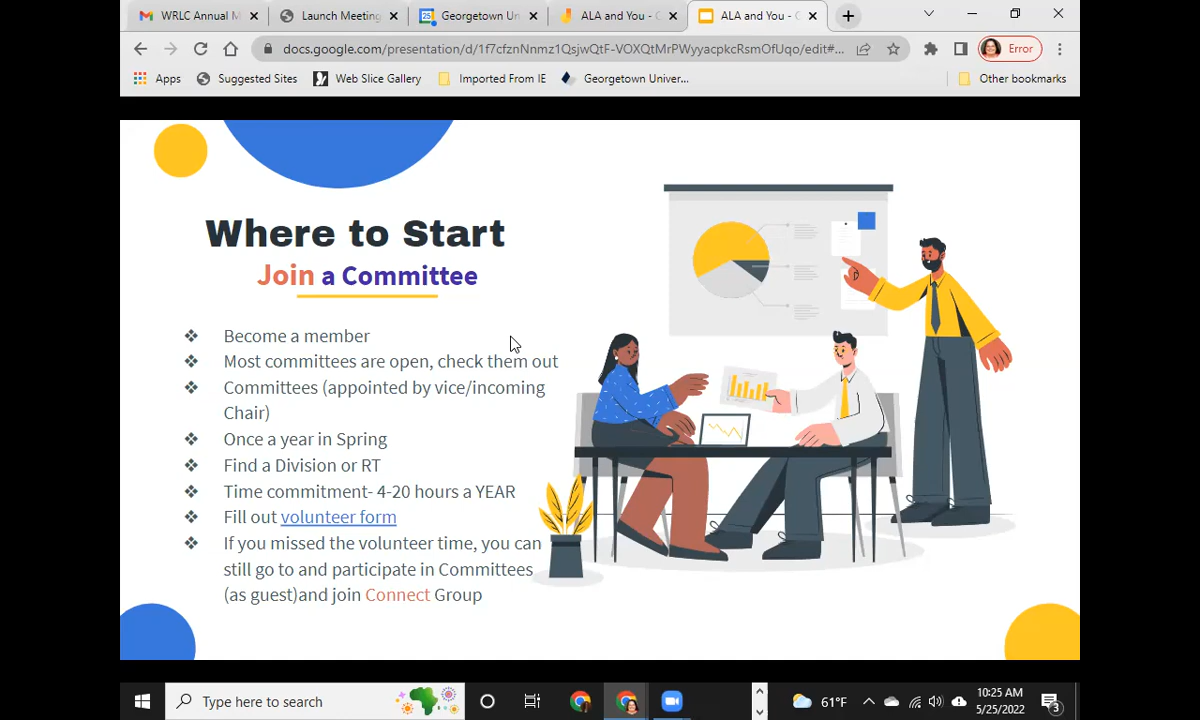 WRLC Annual M
Launch Meeting
25
Georgetown Un
ALA and You - G
ALA and You - G
docs.google.com/presentation/d/1f7cfznNnmz1QsjwQtF-VOXQtMrPWyyacpkcRsmOfUqo/edit#...
Error
Apps
Suggested Sites
Web Slice Gallery
Imported From IE
Georgetown Univer...
Other bookmarks
Where to Start
Join a Committee
❖ Become a member
❖ Most committees are open, check them out
❖ Committees (appointed by vice/incoming
Chair)
❖ Once a year in Spring
❖ Find a Division or RT
❖ Time commitment- 4-20 hours a YEAR
❖ Fill out volunteer form
❖ If you missed the volunteer time, you can
still go to and participate in Committees
(as guest)and join Connect Group
Type here to search
61°F
10:25 AM
5/25/2022
3